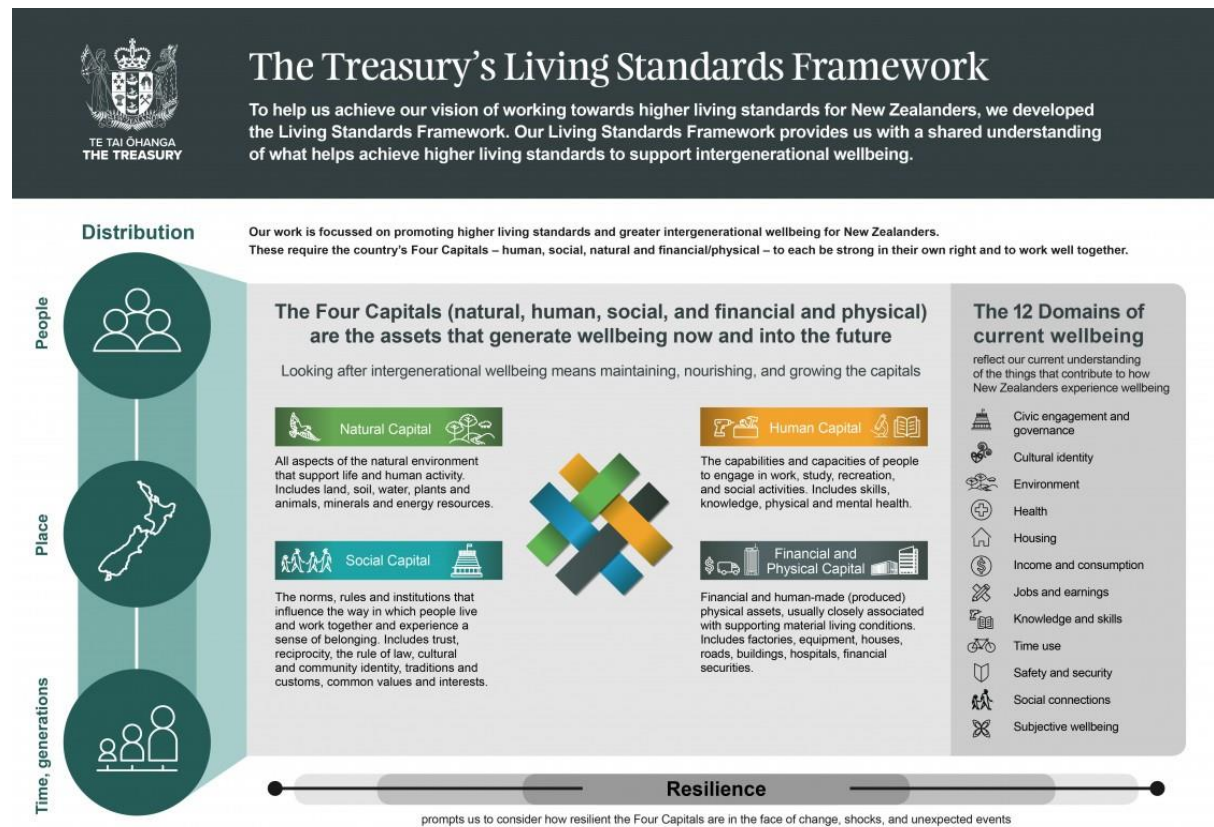 TE TAI ŌHANGA
THE TREASURY
The Treasury's Living Standards Framework
To help us achieve our vision of working towards higher living standards for New Zealanders, we developed
the Living Standards Framework. Our Living Standards Framework provides us with a shared understanding
of what helps achieve higher living standards to support intergenerational wellbeing.
Distribution
People
Place
Time, generations
Our work is focussed on promoting higher living standards and greater intergenerational wellbeing for New Zealanders.
These require the country's Four Capitals – human, social, natural and financial/physical – to each be strong in their own right and to work well together.
The Four Capitals (natural, human, social, and financial and physical)
are the assets that generate wellbeing now and into the future
Looking after intergenerational wellbeing means maintaining, nourishing, and growing the capitals
Natural Capital
All aspects of the natural environment
that support life and human activity.
Includes land, soil, water, plants and
animals, minerals and energy resources.
Human Capital
The capabilities and capacities of people
to engage in work, study, recreation,
and social activities. Includes skills,
knowledge, physical and mental health.
Social Capital
The norms, rules and institutions that
influence the way in which people live
and work together and experience a
sense of belonging. Includes trust,
reciprocity, the rule of law, cultural
and community identity, traditions and
customs, common values and interests.
Financial and
Physical Capital
Financial and human-made (produced)
physical assets, usually closely associated
with supporting material living conditions.
Includes factories, equipment, houses,
roads, buildings, hospitals, financial
securities.
The 12 Domains of
current wellbeing
reflect our current understanding
of the things that contribute to how
New Zealanders experience wellbeing
Civic engagement and
governance
Cultural identity
Environment
Health
Housing
Income and consumption
Jobs and earnings
Knowledge and skills
Time use
Safety and security
Social connections
Subjective wellbeing
Resilience
prompts us to consider how resilient the Four Capitals are in the face of change, shocks, and unexpected events